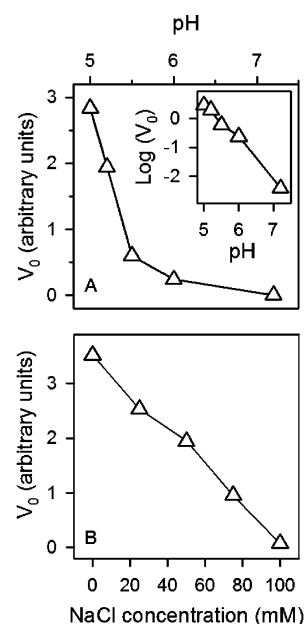 pH
5 6 7
3
2
1
0
V₀ (arbitrary units)
A
0
-1
-2
Log (V₀)
5 6 7
pH
3
2
1
0
V₀ (arbitrary units)
B
0 20 40 60 80 100
NaCl concentration (mM)